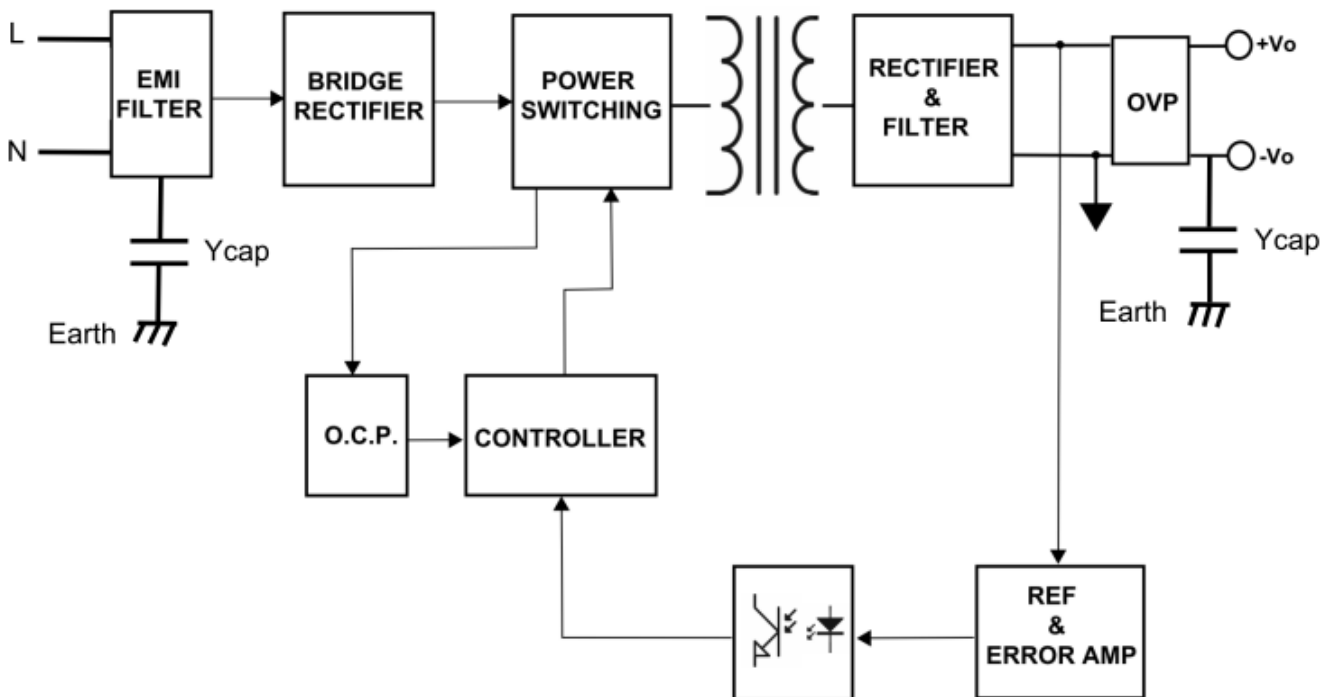 L
N
EMI
FILTER
BRIDGE
RECTIFIER
POWER
SWITCHING
RECTIFIER
&
FILTER
OVP
+Vo
-Vo
Ycap
Earth
Ycap
Earth
O.C.P.
CONTROLLER
REF
&
ERROR AMP